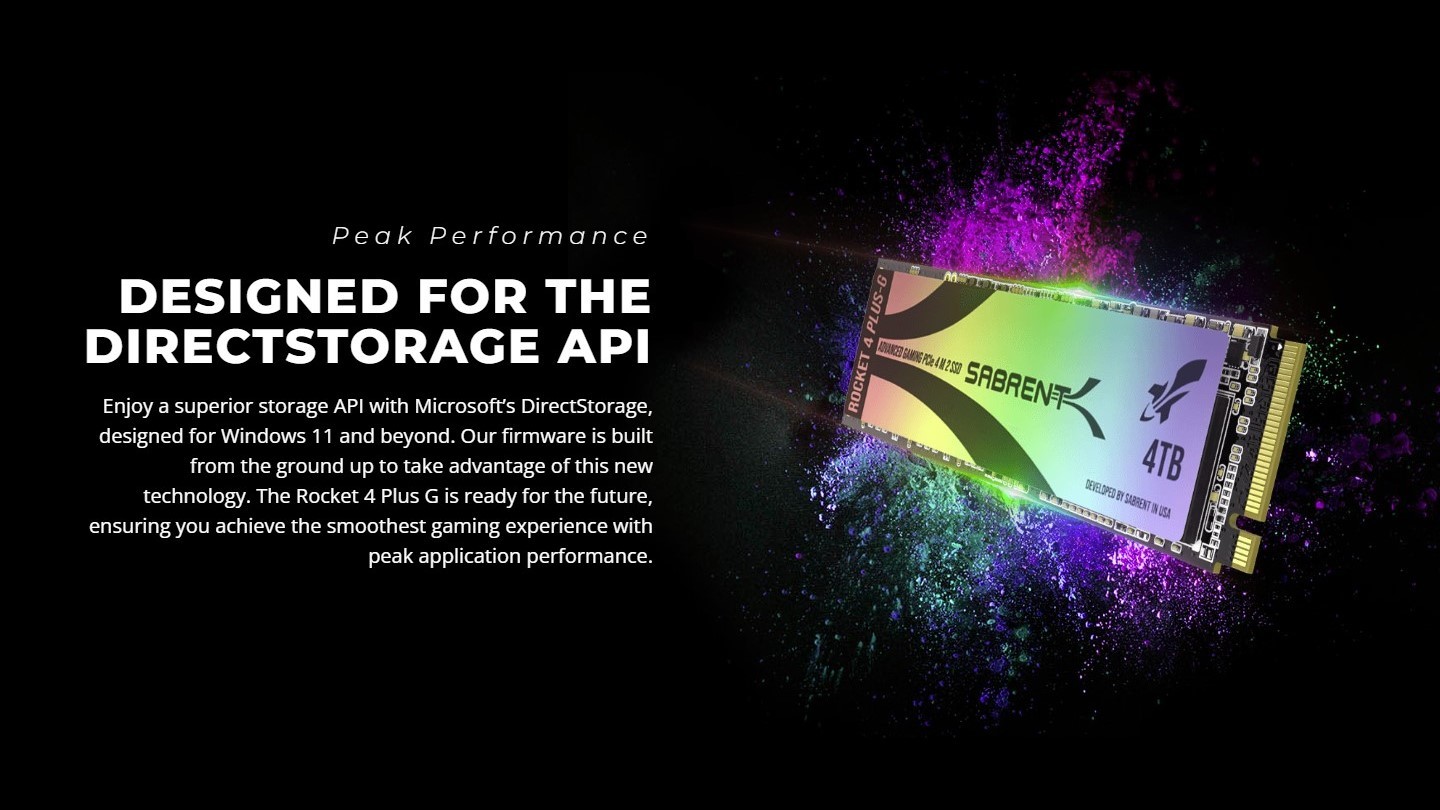 Peak Performance
DESIGNED FOR THE
DIRECTSTORAGE API
Enjoy a superior storage API with Microsoft’s DirectStorage,
designed for Windows 11 and beyond. Our firmware is built
from the ground up to take advantage of this new
technology. The Rocket 4 Plus G is ready for the future,
ensuring you achieve the smoothest gaming experience with
peak application performance.
ROCKET 4 PLUS-G
ADVANCED GAMING PCIe 4 M.2 SSD
SABRENT
4TB
DEVELOPED BY SABRENT IN USA